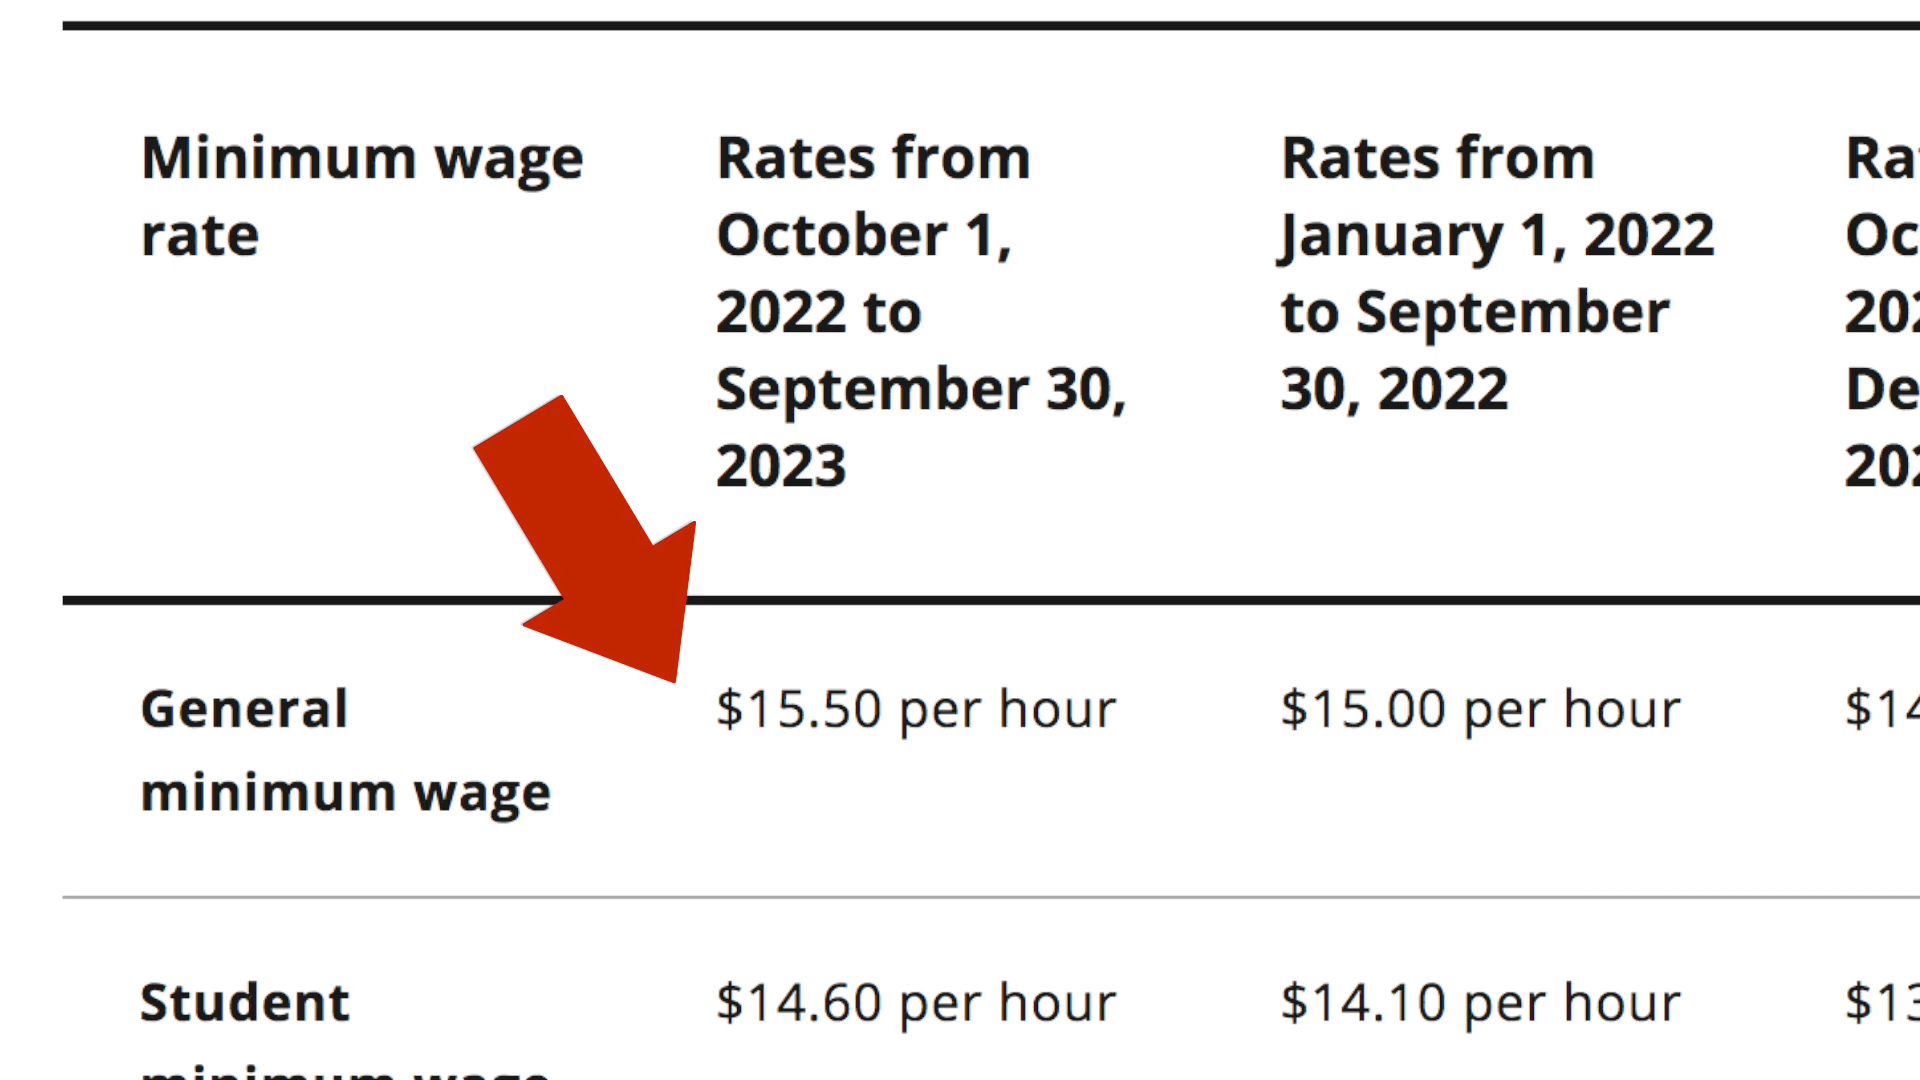 Minimum wage
rate
Rates from
October 1,
2022 to
September 30,
2023
Rates from
January 1, 2022
to September
30, 2022
General
minimum wage
$15.50 per hour
$15.00 per hour
Student
minimum wage
$14.60 per hour
$14.10 per hour